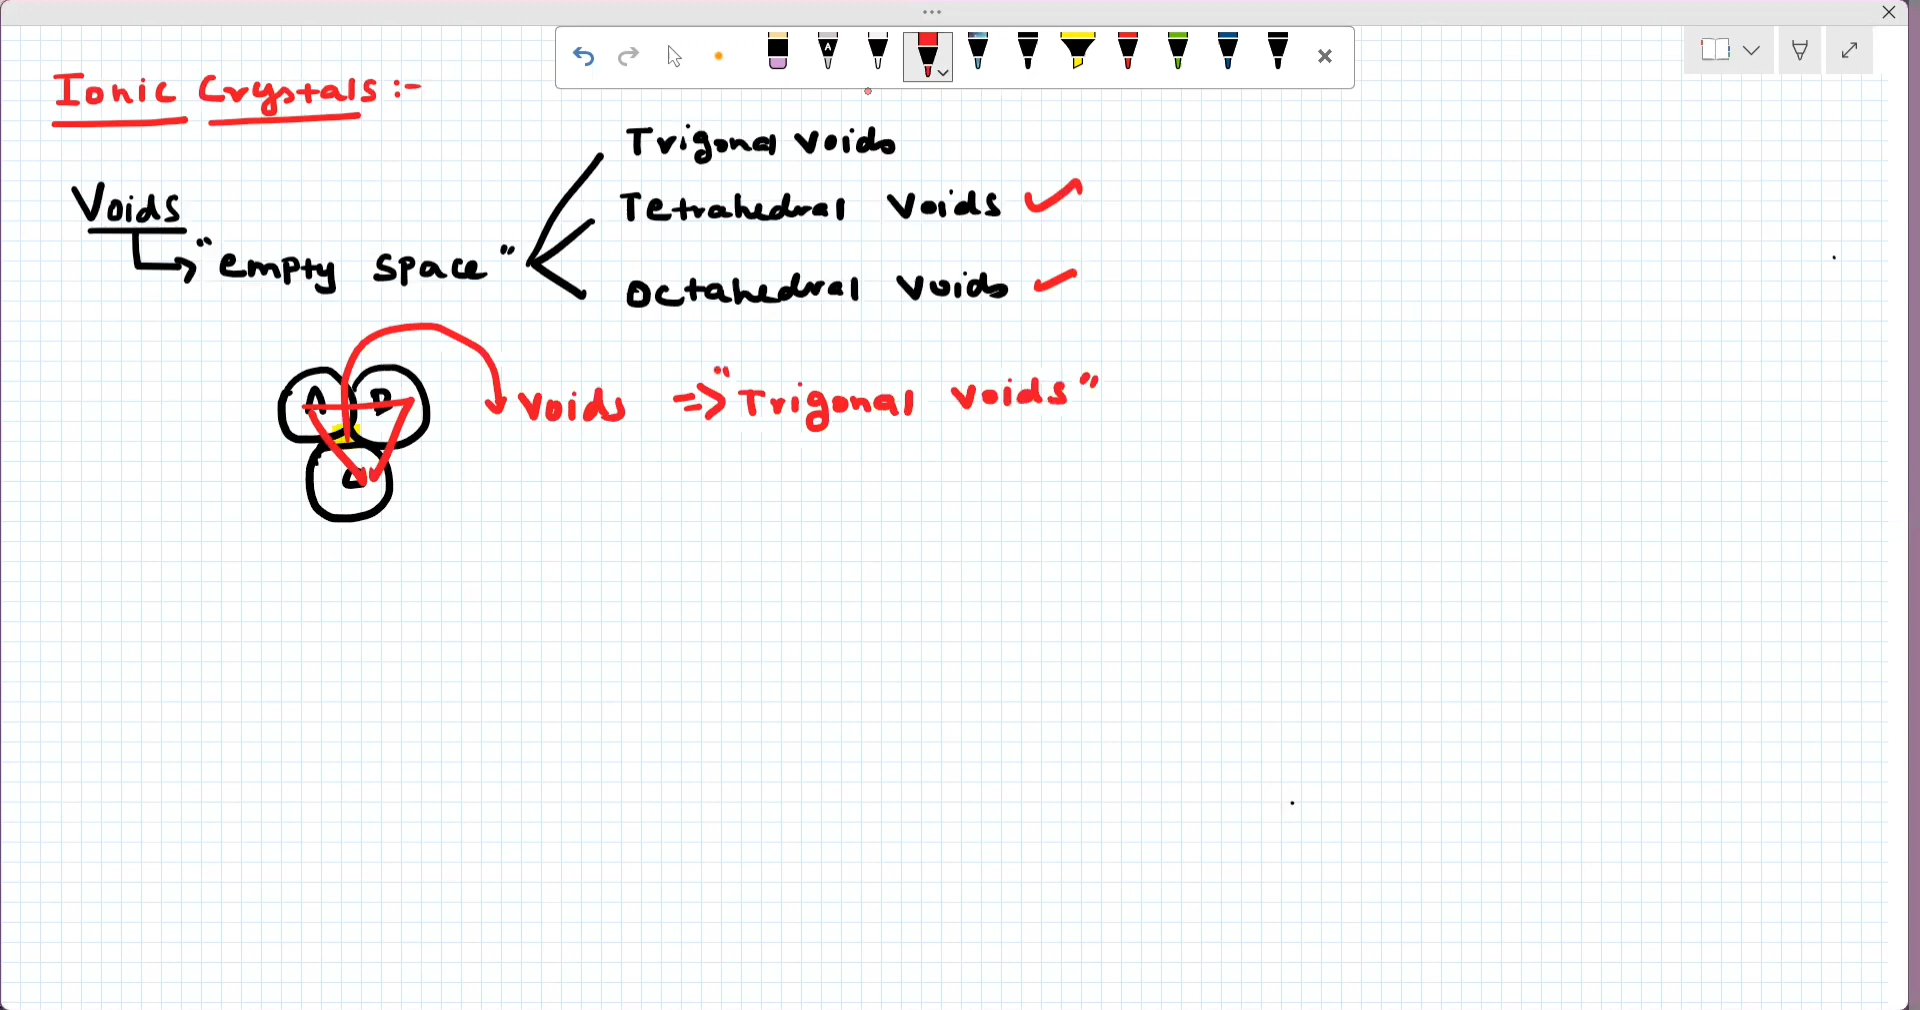 Ionic Crystals :-
Voids
"empty space"
Trigonal voids
Tetrahedral Voids
Octahedral Voids
A B
Voids => "Trigonal Voids"